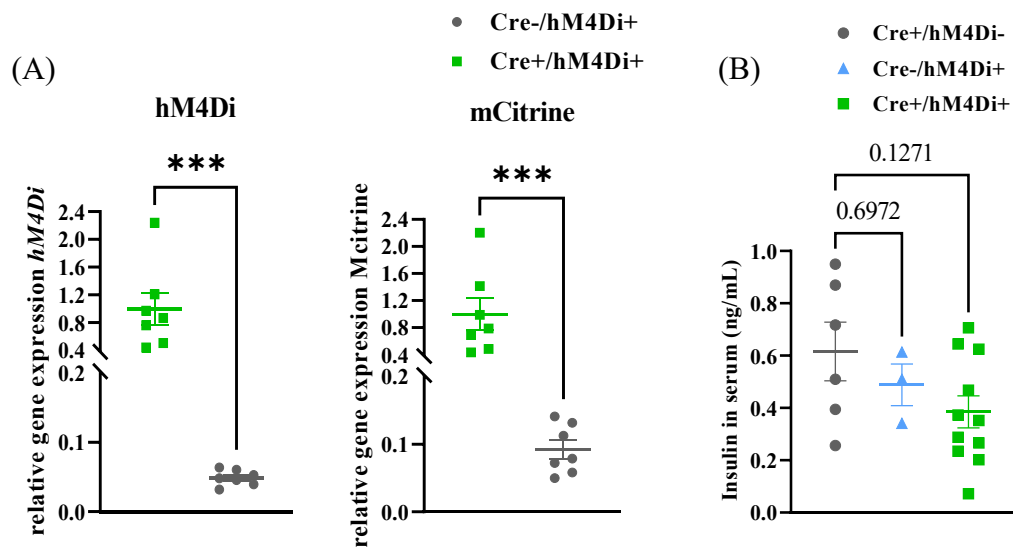 (A)
Cre-/hM4Di+
Cre+/hM4Di+
hM4Di
***
relative gene expression hM4Di
2.4
2.0
1.6
1.2
0.8
0.4
0.2
0.1
0.0
mCitrine
***
relative gene expression Mcitrine
2.4
2.0
1.6
1.2
0.8
0.4
0.2
0.1
0.0
(B)
Cre+/hM4Di-
Cre-/hM4Di+
Cre+/hM4Di+
0.1271
0.6972
Insulin in serum (ng/mL)
1.0
0.8
0.6
0.4
0.2
0.0